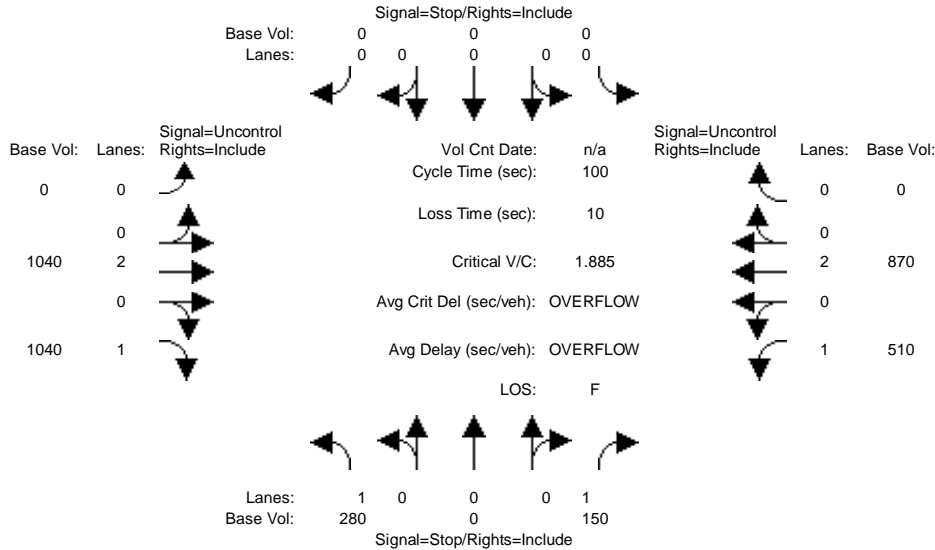 Signal=Stop/Rights=Include
Base Vol: 0 0 0
Lanes: 0 0 0 0 0
Signal=Uncontrol Signal=Uncontrol
Base Vol: Lanes: Rights=Include Vol Cnt Date: n/a Rights=Include Lanes: Base Vol:
Cycle Time (sec): 100
0 0 0 0
Loss Time (sec): 10
0 0
1040 2 Critical V/C: 1.885 2 870
0 Avg Crit Del (sec/veh): OVERFLOW 0
1040 1 Avg Delay (sec/veh): OVERFLOW 1 510
LOS: F
Lanes: 1 0 0 0 1
Base Vol: 280 0 150
Signal=Stop/Rights=Include